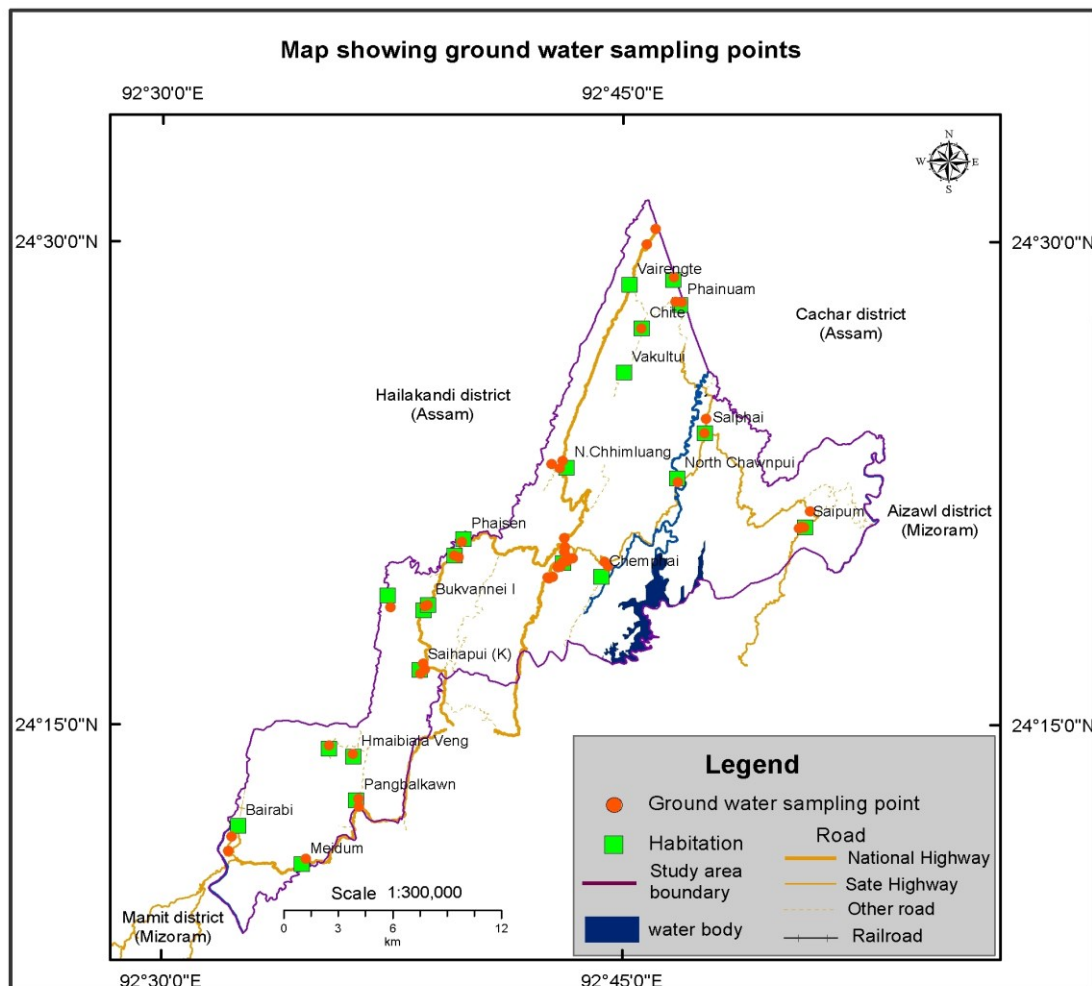 Map showing ground water sampling points
92°30'0"E
92°45'0"E
N
W
E
S
24°30'0"N
24°30'0"N
Vairengte
Phainuam
Chite
Cachar district
(Assam)
Vakultui
Hailakandi district
(Assam)
Saiphai
N.Chhimluang
North Chawnpui
Saipum
Aizawl district
(Mizoram)
Phaisen
Chemphai
Bukvannei I
Saihapui (K)
24°15'0"N
24°15'0"N
Hmaibiala Veng
Pangbalkawn
Bairabi
Meidum
Mamit district
(Mizoram)
Scale 1:300,000
0 3 6 12
km
Legend
Ground water sampling point
Habitation
Road
Study area
boundary
National Highway
Sate Highway
Other road
water body
Railroad
92°30'0"E
92°45'0"E